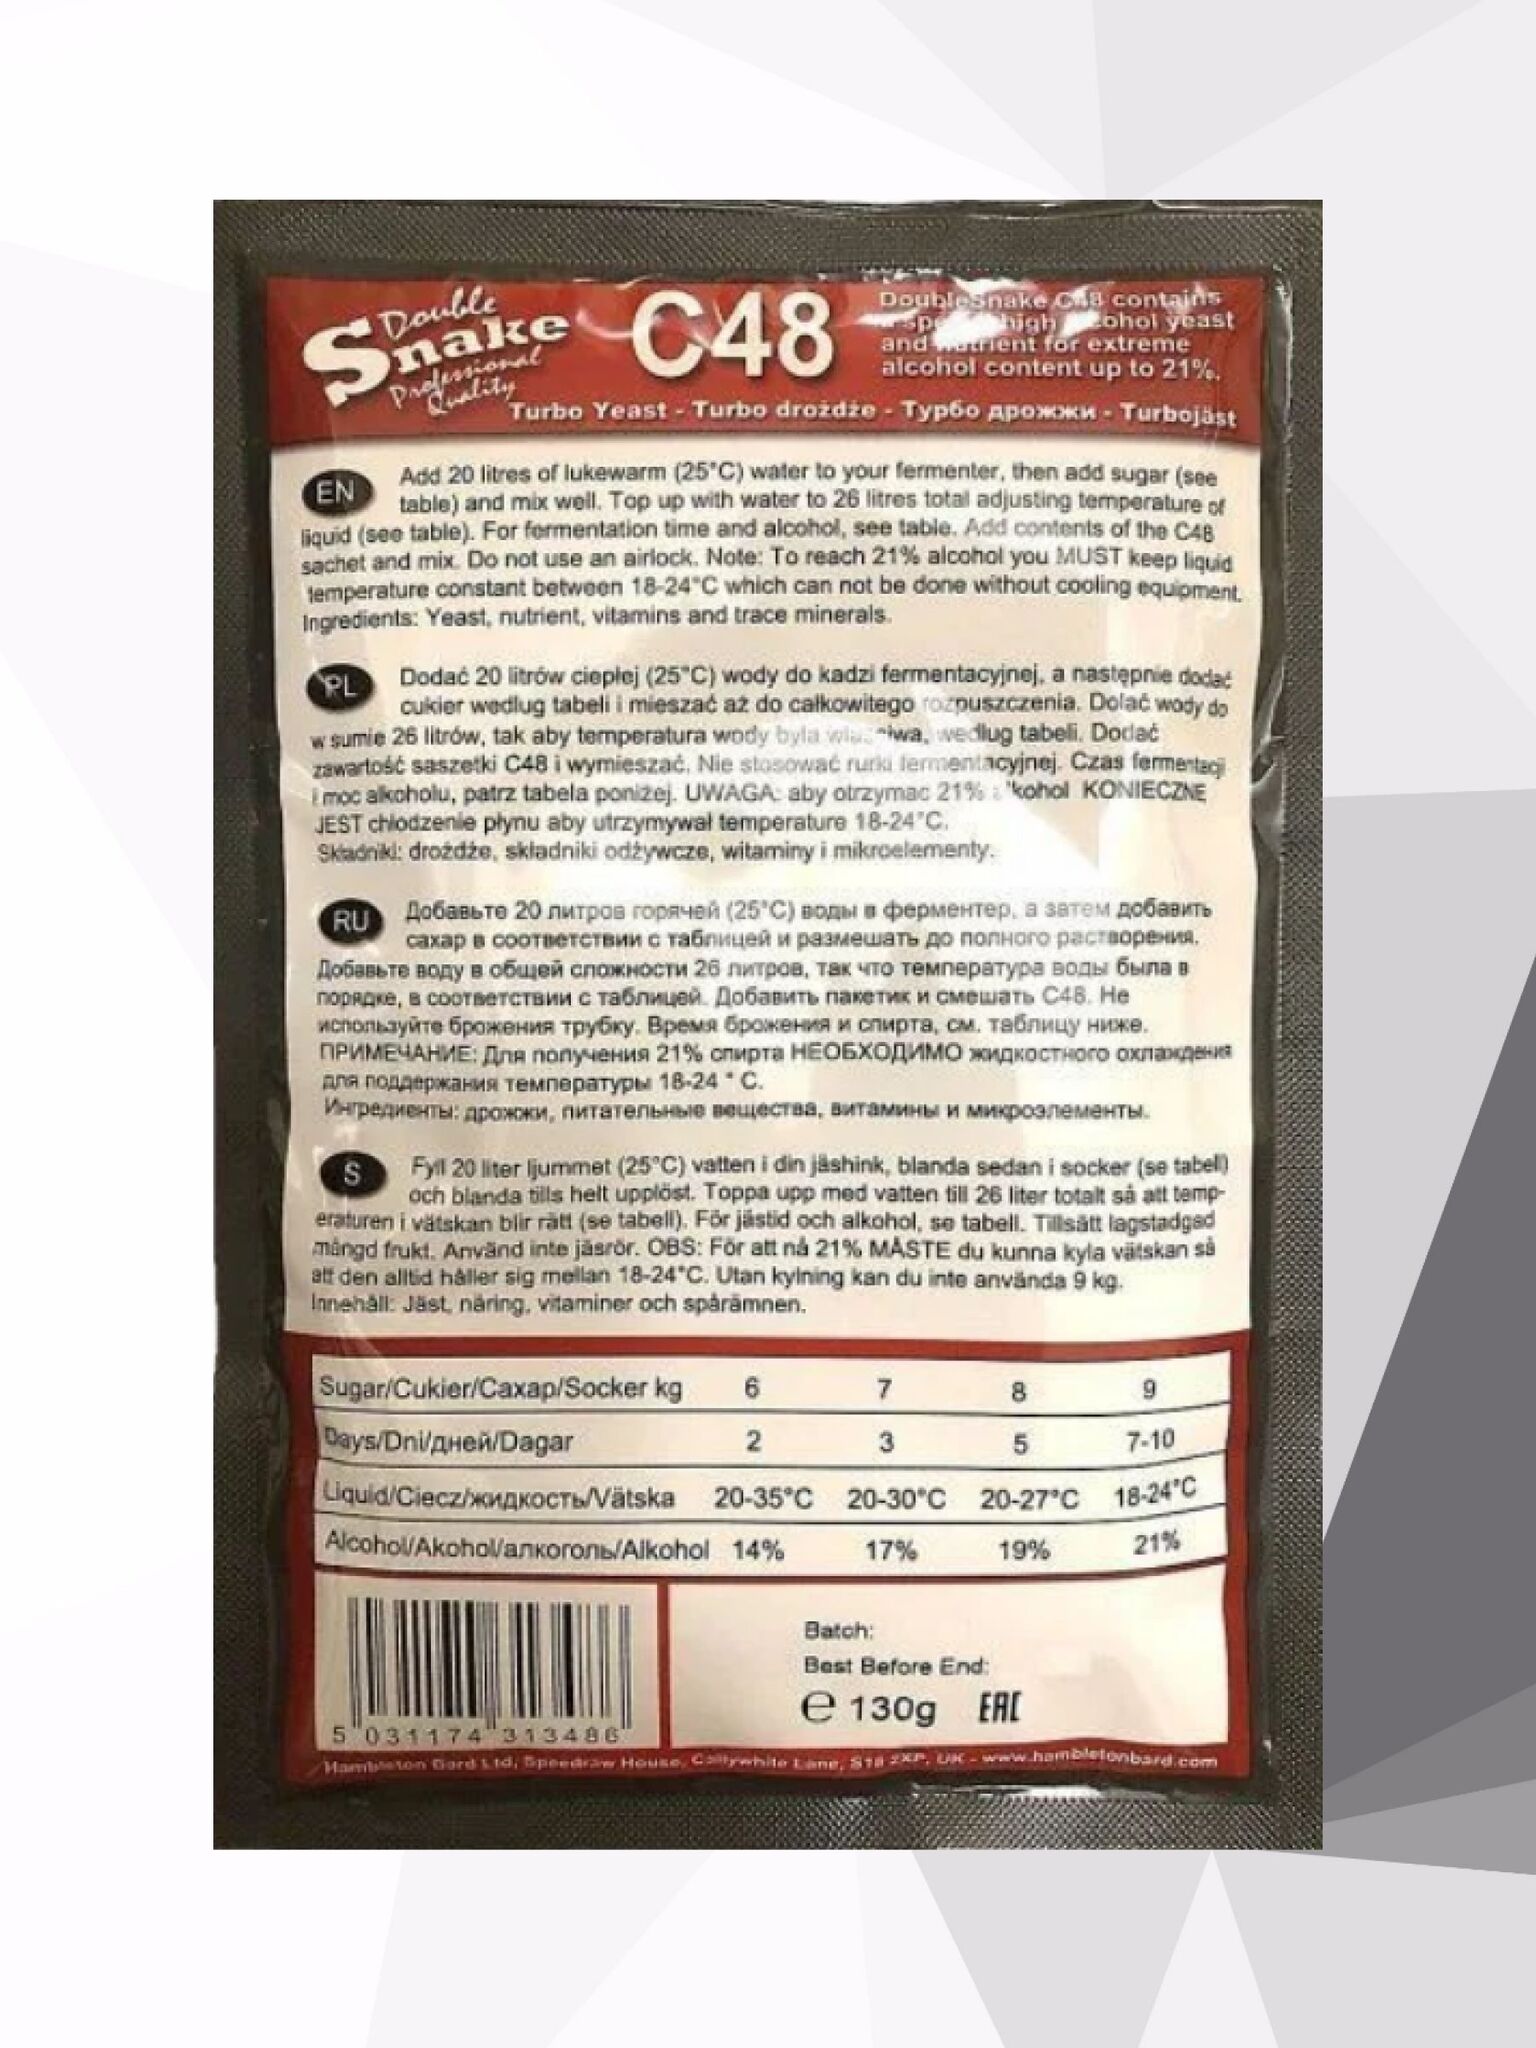 Double
Snake
Professional
Quality
C48
DoubleSnake C48 contains
high alcohol yeast
and nutrient for extreme
alcohol content up to 21%.
Turbo Yeast - Turbo drożdże - Турбо дрожжи - Turbojäst
EN
Add 20 litres of lukewarm (25°C) water to your fermenter, then add sugar (see
table) and mix well. Top up with water to 26 litres total adjusting temperature of
liquid (see table). For fermentation time and alcohol, see table. Add contents of the C48
sachet and mix. Do not use an airlock. Note: To reach 21% alcohol you MUST keep liquid
temperature constant between 18-24°C which can not be done without cooling equipment.
Ingredients: Yeast, nutrient, vitamins and trace minerals.
PL
Dodać 20 litrów ciepłej (25°C) wody do kadzi fermentacyjnej, a następnie dodać
cukier według tabeli i mieszać aż do całkowitego rozpuszczenia. Dolać wody do
w sumie 26 litrów, tak aby temperatura wody była według tabeli. Dodać
zawartość saszetki C48 i wymieszać. Nie stosować rurki fermentacyjnej. Czas fermentacji
i moc alkoholu, patrz tabela poniżej. UWAGA: aby otrzymac 21% KONIECZNE
JEST chłodzenie płynu aby utrzymywał temperature 18-24°C.
Składniki: drożdże, składniki odżywcze, witaminy i mikroelementy.
RU
Добавьте 20 литров горячей (25°C) воды в ферментер, а затем добавить
сахар в соответствии с таблицей и размешать до полного растворения.
Добавьте воду в общей сложности 26 литров, так что температура воды была в
порядке, в соответствии с таблицей. Добавить пакетик и смешать C48. Не
используйте брожения трубку. Время брожения и спирта, см. таблицу ниже.
ПРИМЕЧАНИЕ: Для получения 21% спирта НЕОБХОДИМО жидкостного охлаждения
для поддержания температуры 18-24 ° C.
Ингредиенты: дрожжи, питательные вещества, витамины и микроэлементы.
S
Fyll 20 liter ljummet (25°C) vatten i din jäshink, blanda sedan i socker (se tabell)
och blanda tills helt upplöst. Toppa upp med vatten till 26 liter totalt så att temp-
eraturen i vätskan blir rätt (se tabell). För jästid och alkohol, se tabell. Tillsätt lagstadgad
mängd frukt. Använd inte jäsrör. OBS: För att nå 21% MÅSTE du kunna kyla vätskan så
att den alltid håller sig mellan 18-24°C. Utan kylning kan du inte använda 9 kg.
Innehåll: Jäst, näring, vitaminer och spårämnen.
Sugar/Cukier/Сахар/Socker kg 6 7 8 9
Days/Dni/дней/Dagar 2 3 5 7-10
Liquid/Ciecz/жидкость/Vätska 20-35°C 20-30°C 20-27°C 18-24°C
Alcohol/Akohol/алкоголь/Alkohol 14% 17% 19% 21%
Batch:
Best Before End:
℮ 130g EAC
5 031174 313486
Hambleton Bard Ltd, Speedraw House, Callywhite Lane, S18 2XP, UK - www.hambletonbard.com